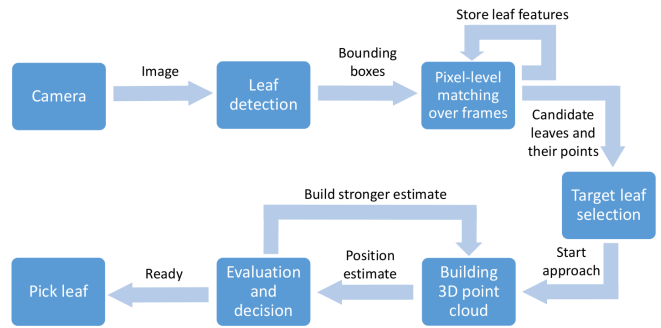 Store leaf features
Camera
Image
Leaf
detection
Bounding
boxes
Pixel-level
matching
over frames
Candidate
leaves and
their points
Target leaf
selection
Start
approach
Build stronger estimate
Building
3D point
cloud
Position
estimate
Evaluation
and
decision
Ready
Pick leaf